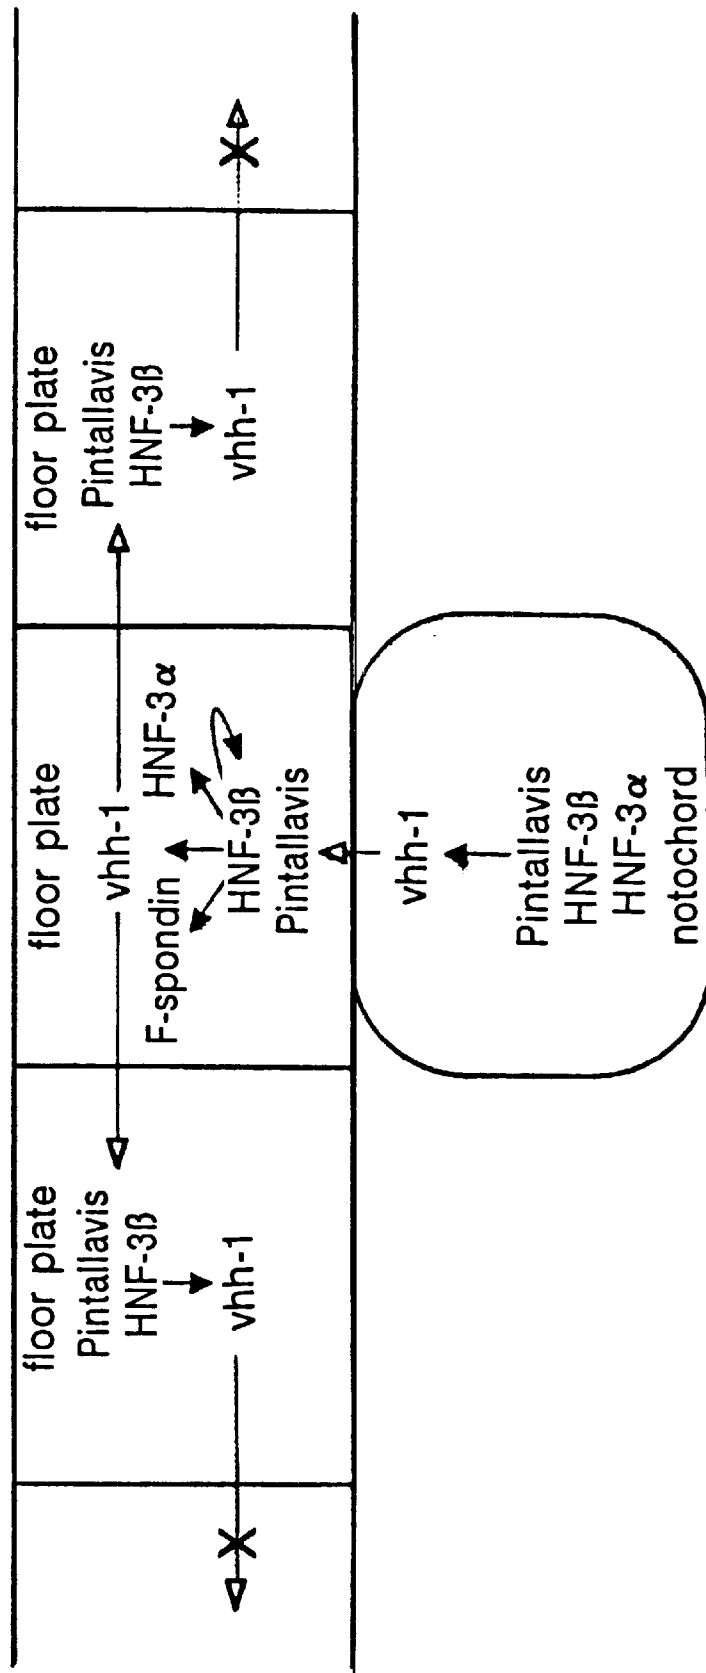 floor plate
Pintallavis
HNF-3β
vhh-1
X
floor plate
vhh-1
F-spondin
HNF-3α
HNF-3β
Pintallavis
floor plate
Pintallavis
HNF-3β
vhh-1
X
vhh-1
Pintallavis
HNF-3β
HNF-3α
notochord